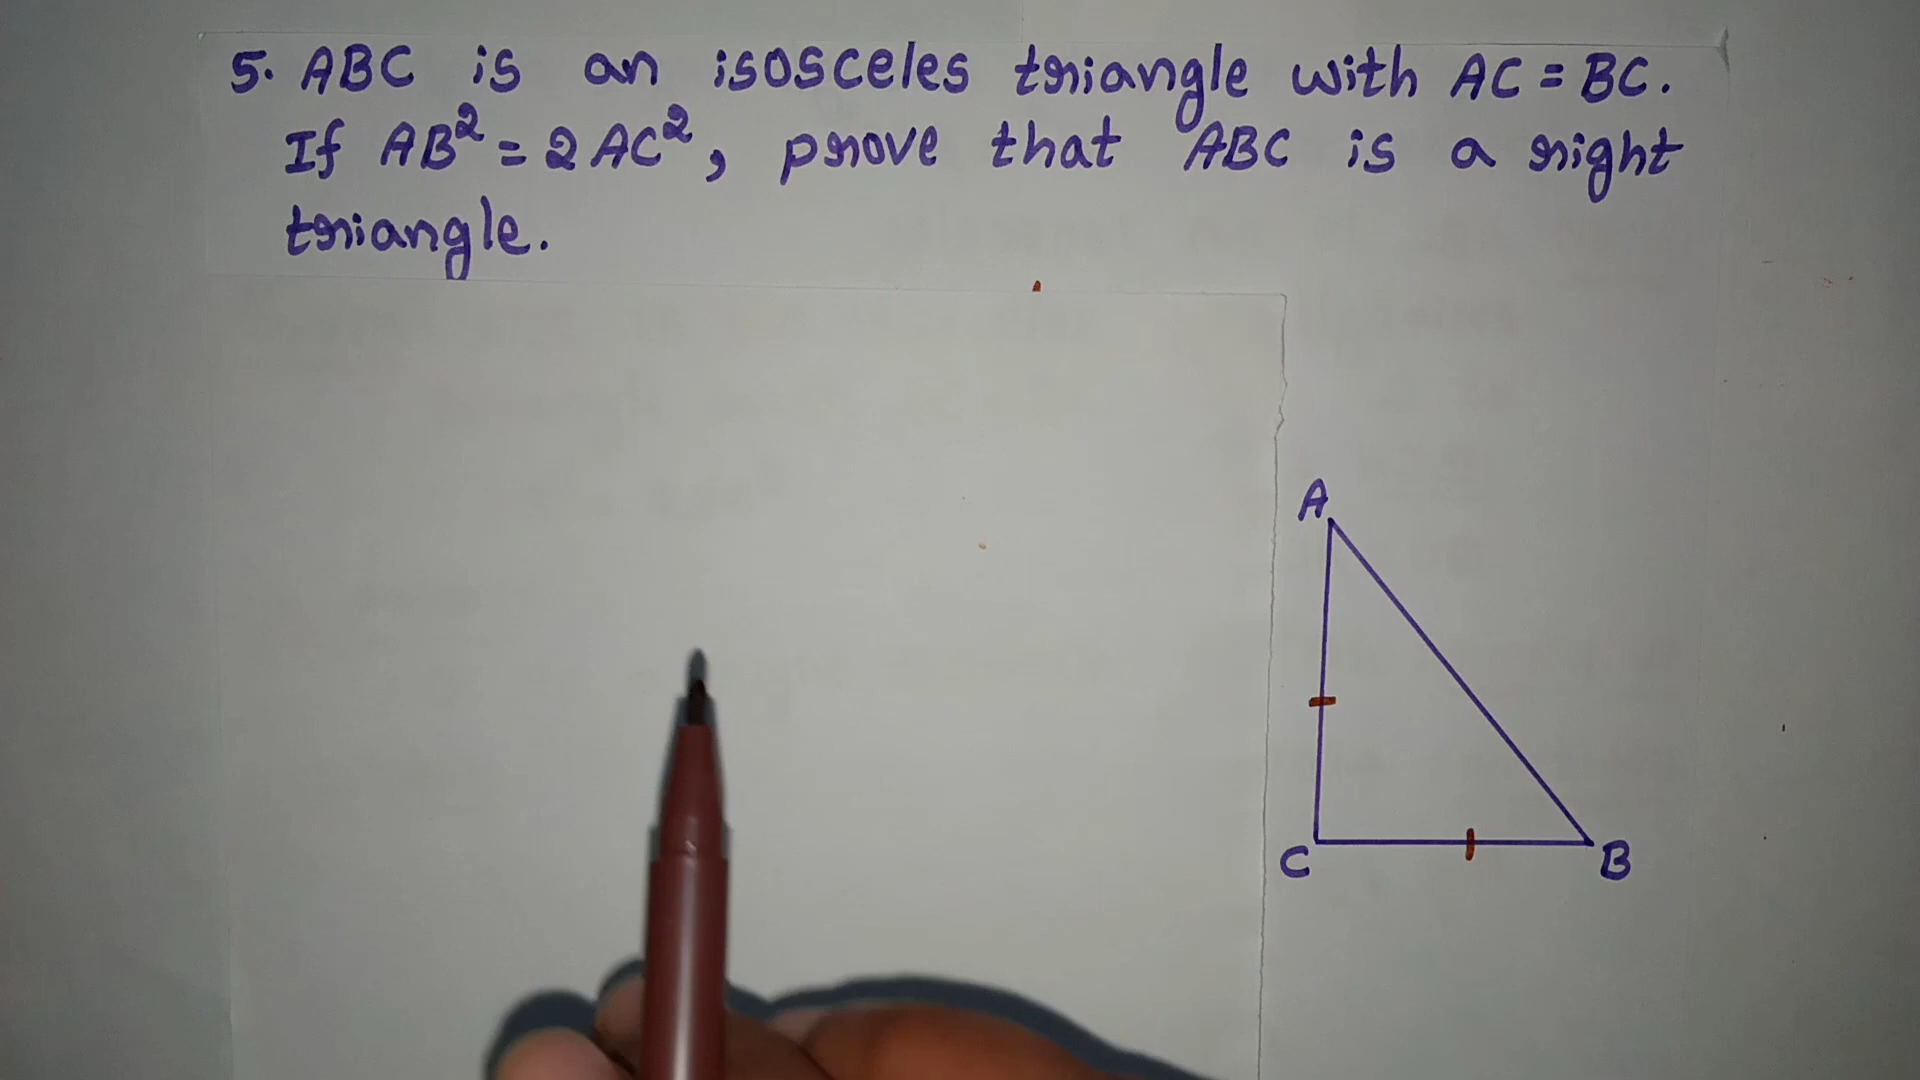 5. ABC is an isosceles triangle with AC = BC.
If AB² = 2AC², prove that ABC is a right
triangle.
A
C
B